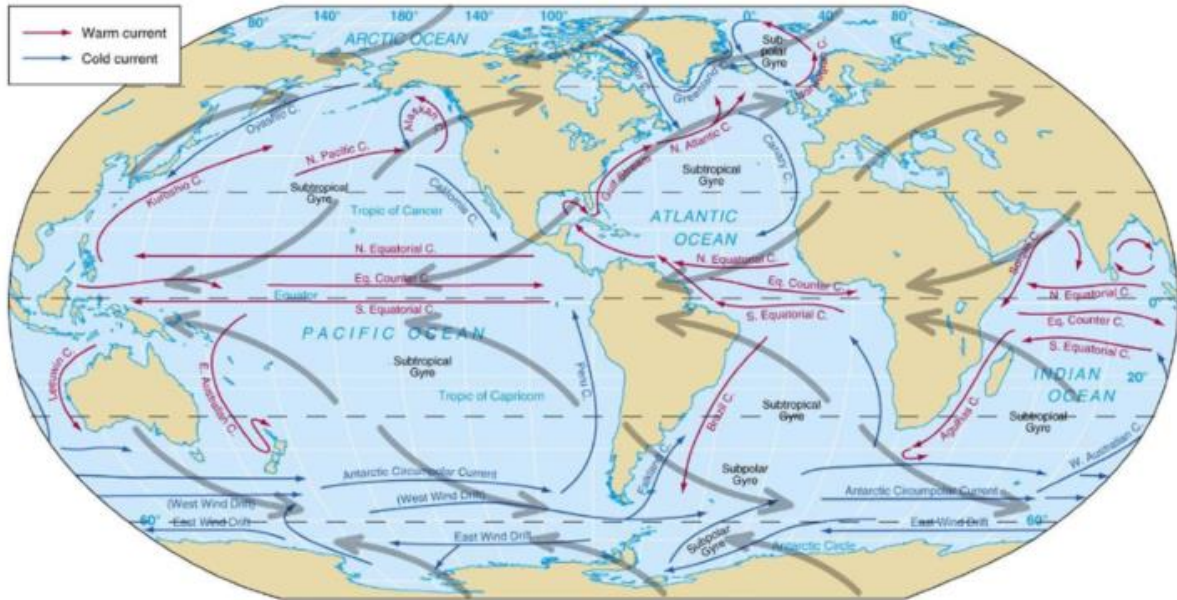 Warm current
Cold current
80°
140°
180°
140°
100°
80°
0°
40°
80°
ARCTIC OCEAN
Sub-
polar
Gyre
Norwegian C.
Labrador C.
Greenland C.
Oyashio C.
Alaskan C.
N. Pacific C.
N. Atlantic C.
Gulf Stream
Canary C.
Subtropical
Gyre
Kuroshio C.
Subtropical
Gyre
California C.
Tropic of Cancer
ATLANTIC
OCEAN
N. Equatorial C.
N. Equatorial C.
Somali C.
Eq. Counter C.
Eq. Counter C.
N. Equatorial C.
0°
Equator
S. Equatorial C.
S. Equatorial C.
Eq. Counter C.
PACIFIC OCEAN
S. Equatorial C.
Leeuwin C.
E. Australian C.
Subtropical
Gyre
Peru C.
INDIAN
OCEAN
20°
Tropic of Capricorn
Brazil C.
Subtropical
Gyre
Agulhas C.
Subtropical
Gyre
W. Australian C.
Antarctic Circumpolar Current
(West Wind Drift)
(West Wind Drift)
Falkland C.
Subpolar
Gyre
Antarctic Circumpolar Current
60°
East Wind Drift
East Wind Drift
East Wind Drift
60°
Subpolar
Gyre
Antarctic Circle